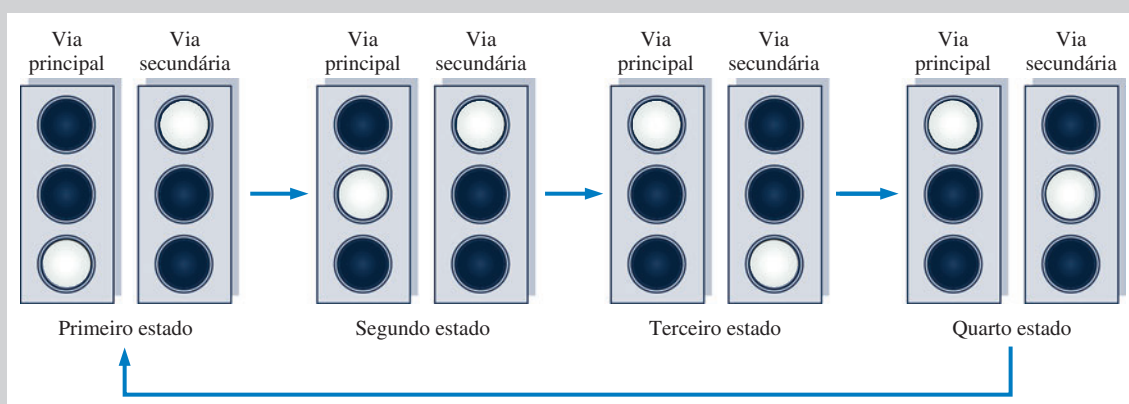 Via
principal
Via
secundária
Via
principal
Via
secundária
Via
principal
Via
secundária
Via
principal
Via
secundária
Primeiro estado
Segundo estado
Terceiro estado
Quarto estado